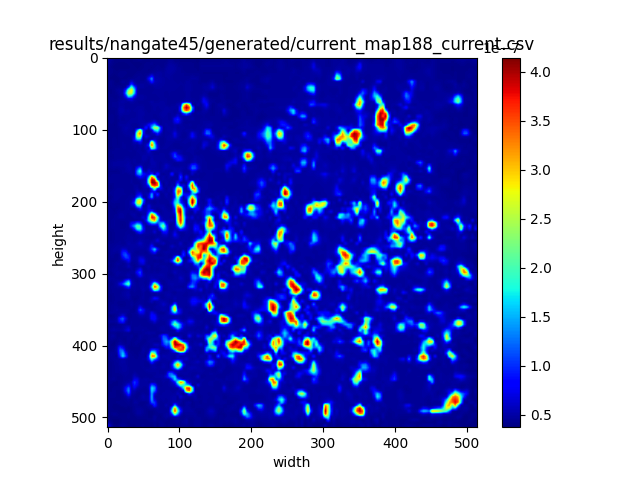 results/nangate45/generated/current_map188_current.csv
1e−7
0
100
200
300
400
500
height
0 100 200 300 400 500
width
4.0
3.5
3.0
2.5
2.0
1.5
1.0
0.5